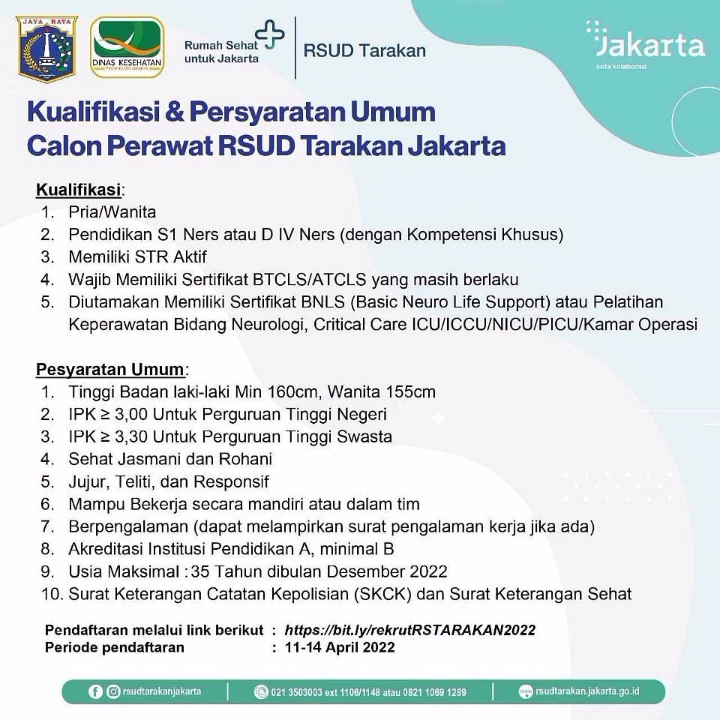 JAYA RAYA
DINAS KESEHATAN
Rumah Sehat
untuk Jakarta
RSUD Tarakan
Jakarta
kota kolaborasi
Kualifikasi & Persyaratan Umum
Calon Perawat RSUD Tarakan Jakarta
Kualifikasi:
1. Pria/Wanita
2. Pendidikan S1 Ners atau D IV Ners (dengan Kompetensi Khusus)
3. Memiliki STR Aktif
4. Wajib Memiliki Sertifikat BTCLS/ATCLS yang masih berlaku
5. Diutamakan Memiliki Sertifikat BNLS (Basic Neuro Life Support) atau Pelatihan
Keperawatan Bidang Neurologi, Critical Care ICU/ICCU/NICU/PICU/Kamar Operasi
Pesyaratan Umum:
1. Tinggi Badan laki-laki Min 160cm, Wanita 155cm
2. IPK ≥ 3,00 Untuk Perguruan Tinggi Negeri
3. IPK ≥ 3,30 Untuk Perguruan Tinggi Swasta
4. Sehat Jasmani dan Rohani
5. Jujur, Teliti, dan Responsif
6. Mampu Bekerja secara mandiri atau dalam tim
7. Berpengalaman (dapat melampirkan surat pengalaman kerja jika ada)
8. Akreditasi Institusi Pendidikan A, minimal B
9. Usia Maksimal : 35 Tahun dibulan Desember 2022
10. Surat Keterangan Catatan Kepolisian (SKCK) dan Surat Keterangan Sehat
Pendaftaran melalui link berikut : https://bit.ly/rekrutRSTARAKAN2022
Periode pendaftaran : 11-14 April 2022
rsudtarakanjakarta
021 3503003 ext 1106/1148 atau 0821 1069 1289
rsudtarakan.jakarta.go.id